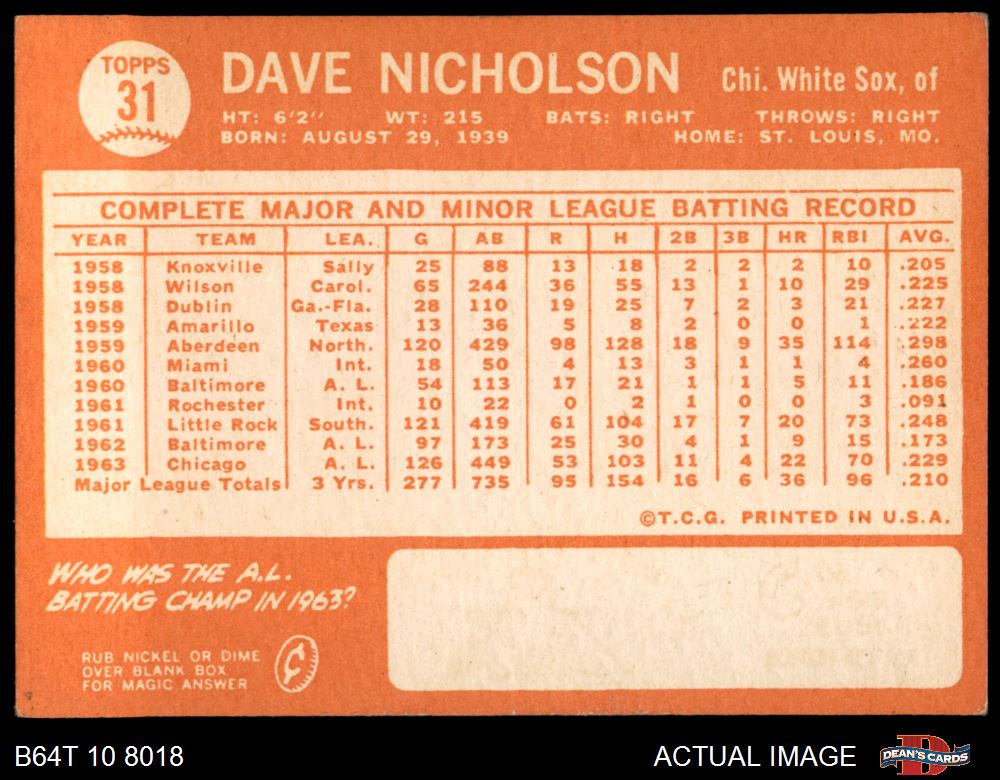 TOPPS
31
DAVE NICHOLSON Chi. White Sox, of
HT: 6'2'' WT: 215 BATS: RIGHT THROWS: RIGHT
BORN: AUGUST 29, 1939 HOME: ST. LOUIS, MO.
COMPLETE MAJOR AND MINOR LEAGUE BATTING RECORD
YEAR TEAM LEA. G AB R H 2B 3B HR RBI AVG.
1958 Knoxville Sally 25 88 13 18 2 2 2 10 .205
1958 Wilson Carol. 65 244 36 55 13 1 10 29 .225
1958 Dublin Ga.-Fla. 28 110 19 25 7 2 3 21 .227
1959 Amarillo Texas 13 36 5 8 2 0 0 1 .222
1959 Aberdeen North. 120 429 98 128 18 9 35 114 .298
1960 Miami Int. 18 50 4 13 3 1 1 4 .260
1960 Baltimore A. L. 54 113 17 21 1 1 5 11 .186
1961 Rochester Int. 10 22 0 2 1 0 0 3 .091
1961 Little Rock South. 121 419 61 104 17 7 20 73 .248
1962 Baltimore A. L. 97 173 25 30 4 1 9 15 .173
1963 Chicago A. L. 126 449 53 103 11 4 22 70 .229
Major League Totals 3 Yrs. 277 735 95 154 16 6 36 96 .210
©T.C.G. PRINTED IN U.S.A.
WHO WAS THE A.L.
BATTING CHAMP IN 1963?
RUB NICKEL OR DIME
OVER BLANK BOX
FOR MAGIC ANSWER
¢
B64T 10 8018 ACTUAL IMAGE DEAN'S CARDS